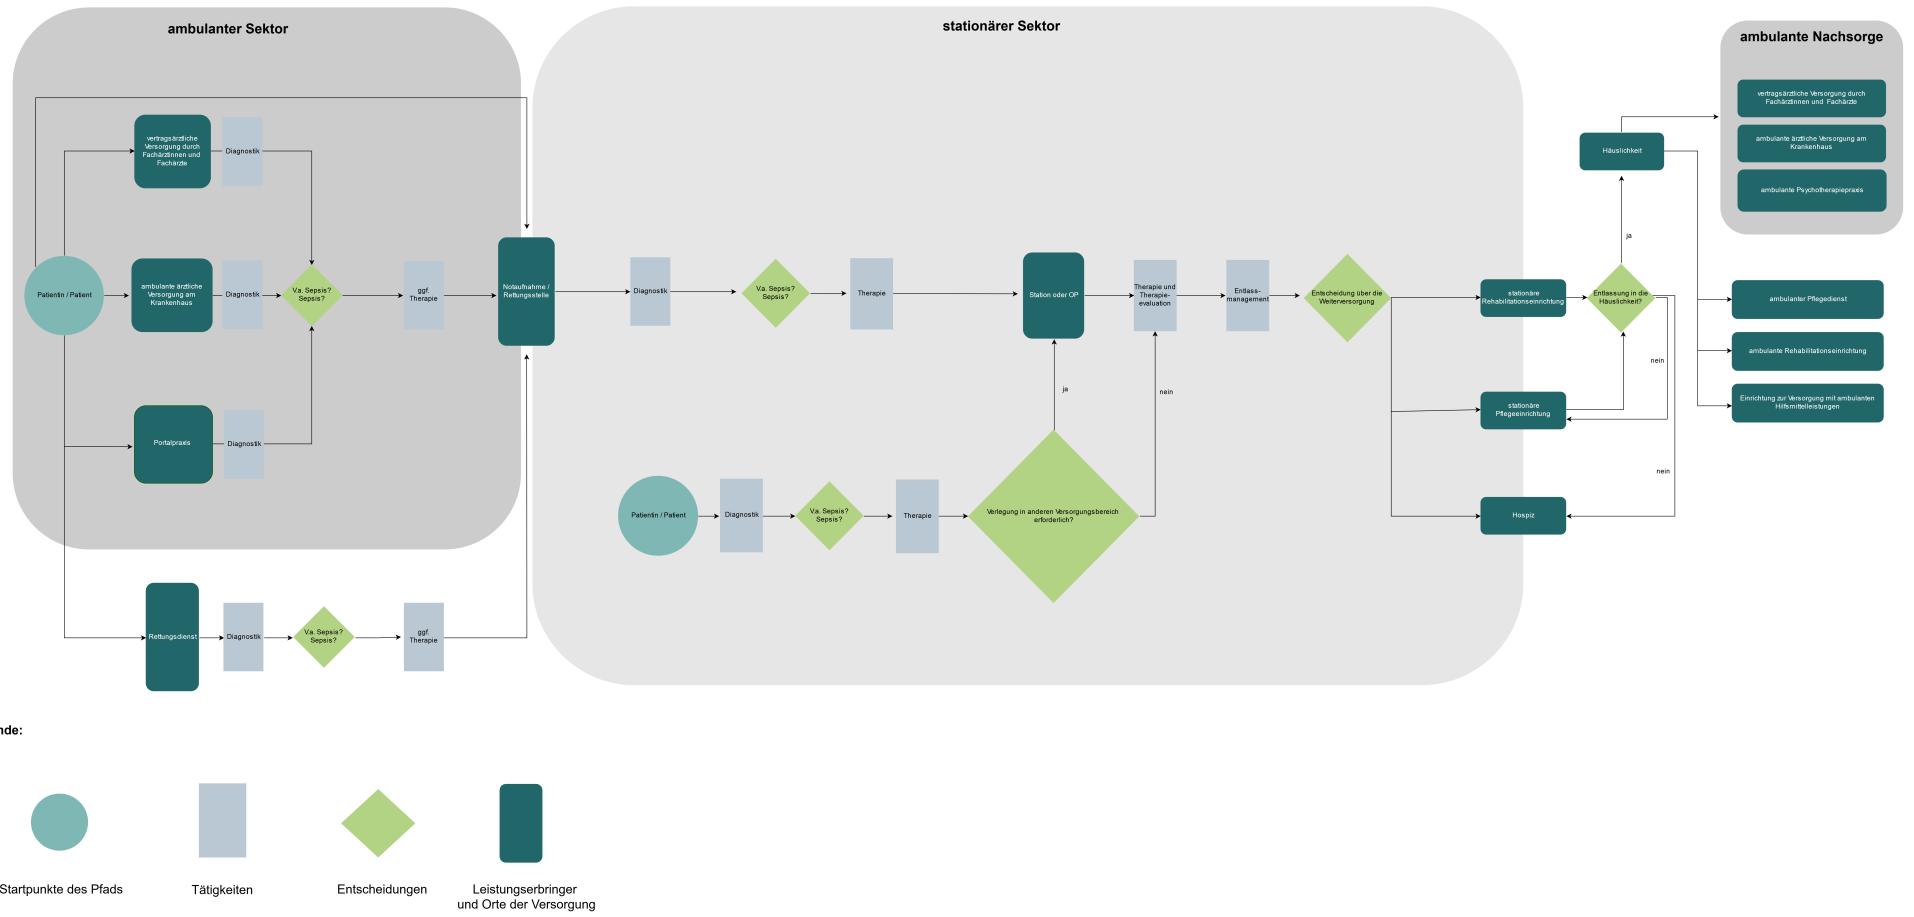 ambulanter Sektor
stationärer Sektor
ambulante Nachsorge
vertragsärztliche
Versorgung durch
Fachärztinnen und
Fachärzte
Diagnostik
Patientin / Patient
ambulante ärztliche
Versorgung am
Krankenhaus
Diagnostik
V.a. Sepsis?
Sepsis?
ggf.
Therapie
Portalpraxis
Diagnostik
Rettungsdienst
Diagnostik
V.a. Sepsis?
Sepsis?
ggf.
Therapie
Notaufnahme /
Rettungsstelle
Diagnostik
V.a. Sepsis?
Sepsis?
Therapie
Station oder OP
Therapie und
Therapie-
evaluation
Entlass-
management
Entscheidung über die
Weiterversorgung
ja
nein
Patientin / Patient
Diagnostik
V.a. Sepsis?
Sepsis?
Therapie
Verlegung in anderen Versorgungsbereich
erforderlich?
stationäre
Rehabilitationseinrichtung
stationäre
Pflegeeinrichtung
Hospiz
Entlassung in die
Häuslichkeit?
ja
nein
nein
Häuslichkeit
vertragsärztliche Versorgung durch
Fachärztinnen und Fachärzte
ambulante ärztliche Versorgung am
Krankenhaus
ambulante Psychotherapiepraxis
ambulanter Pflegedienst
ambulante Rehabilitationseinrichtung
Einrichtung zur Versorgung mit ambulanten
Hilfsmittelleistungen
nde:
Startpunkte des Pfads
Tätigkeiten
Entscheidungen
Leistungserbringer
und Orte der Versorgung